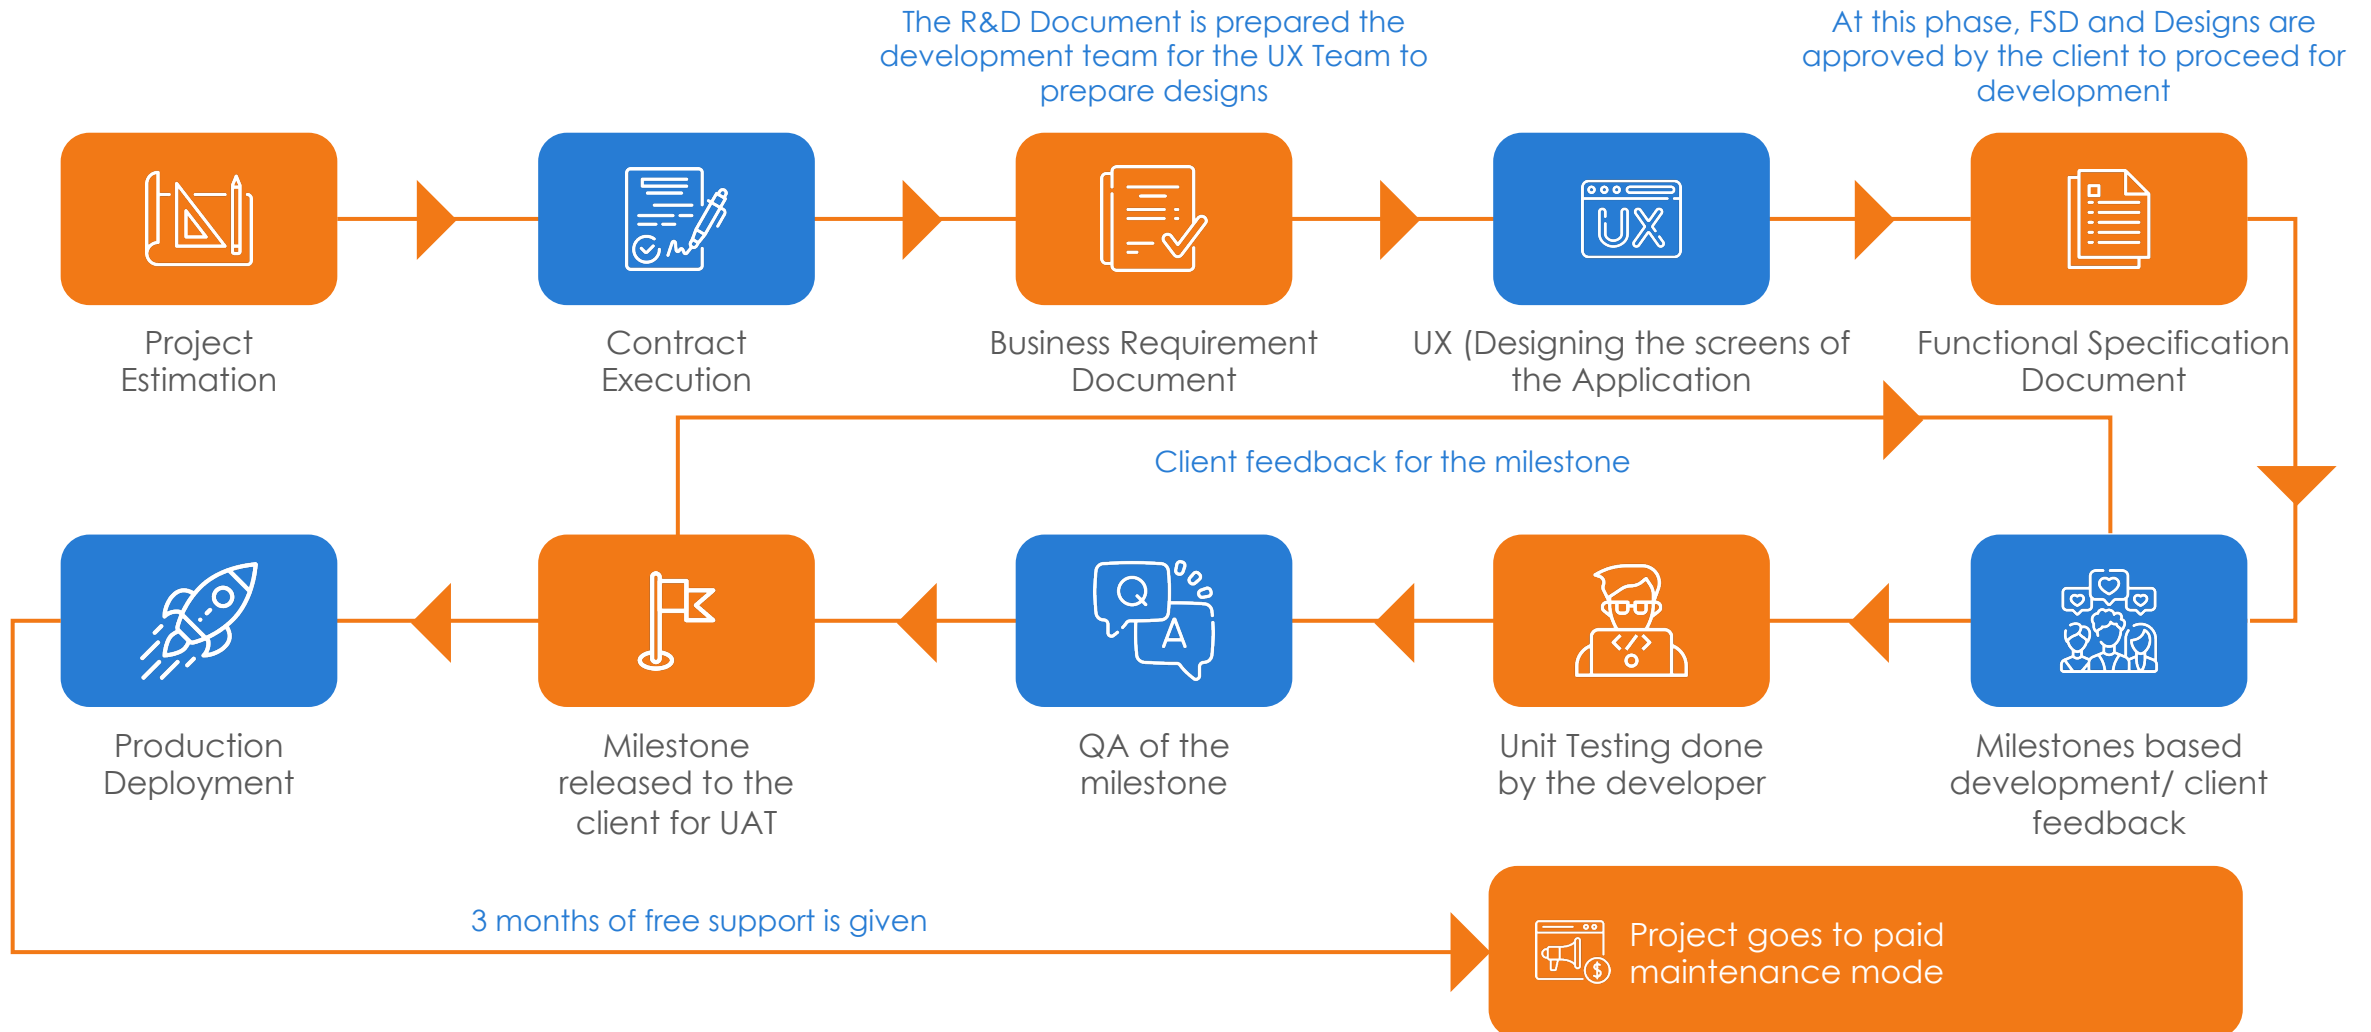 The R&D Document is prepared the
development team for the UX Team to
prepare designs
At this phase, FSD and Designs are
approved by the client to proceed for
development
UX
Project
Estimation
Contract
Execution
Business Requirement
Document
UX (Designing the screens of
the Application
Functional Specification
Document
Client feedback for the milestone
Q
A
</>
Production
Deployment
Milestone
released to the
client for UAT
QA of the
milestone
Unit Testing done
by the developer
Milestones based
development/ client
feedback
3 months of free support is given
$
Project goes to paid
maintenance mode